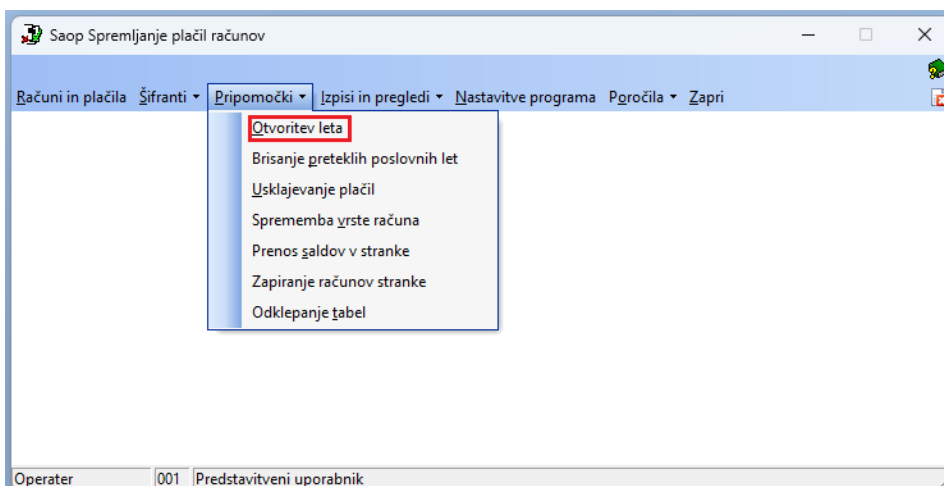 Saop Spremljanje plačil računov
Računi in plačila Šifranti Pripomočki Izpisi in pregledi Nastavitve programa Poročila Zapri
Otvoritev leta
Brisanje preteklih poslovnih let
Usklajevanje plačil
Sprememba vrste računa
Prenos saldov v stranke
Zapiranje računov stranke
Odklepanje tabel
Operater 001 Predstavitveni uporabnik